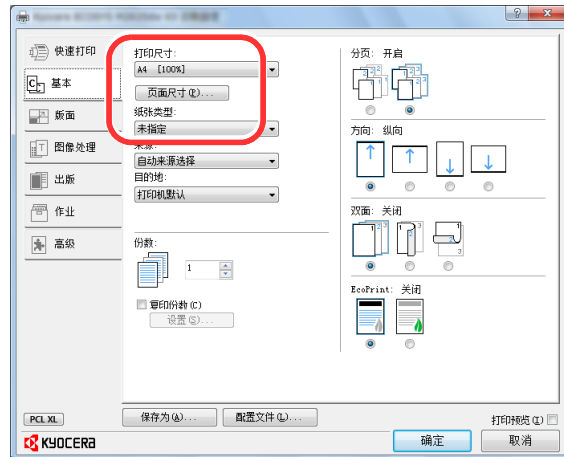 快速打印
基本
版面
图像处理
出版
作业
高级
打印尺寸:
A4 [100%]
页面尺寸(P)...
纸张类型:
未指定
来源:
自动来源选择
目的地:
打印机默认
份数:
1
复印份数(C)
设置(S)...
分页: 开启
方向: 纵向
双面: 关闭
EcoPrint: 关闭
PCL XL
保存为(A)...
配置文件(L)...
打印预览(I)
KYOCERA
确定
取消